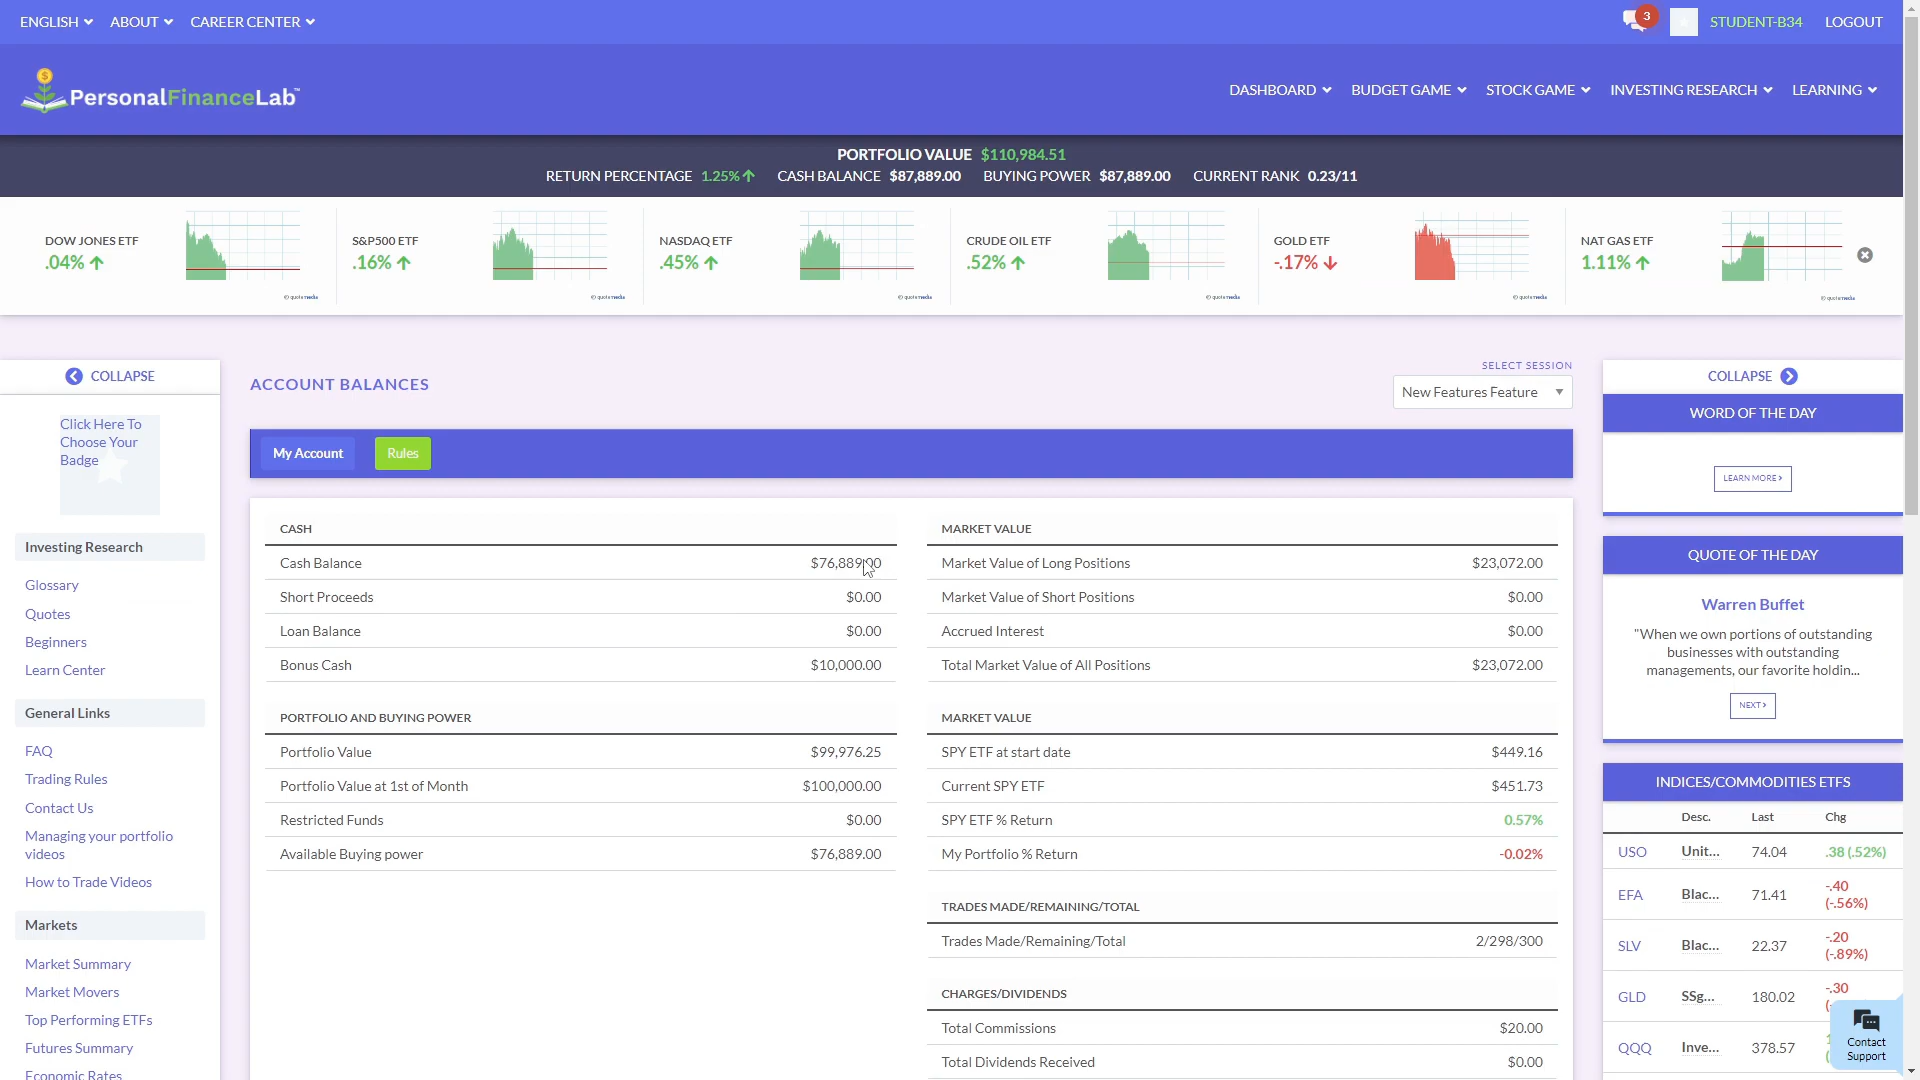 ENGLISH ABOUT CAREER CENTER 3 STUDENT-B34 LOGOUT
PersonalFinanceLab™ DASHBOARD BUDGET GAME STOCK GAME INVESTING RESEARCH LEARNING
PORTFOLIO VALUE $110,984.51
RETURN PERCENTAGE 1.25% CASH BALANCE $87,889.00 BUYING POWER $87,889.00 CURRENT RANK 0.23/11
DOW JONES ETF
.04%
© quotemedia
S&P500 ETF
.16%
© quotemedia
NASDAQ ETF
.45%
© quotemedia
CRUDE OIL ETF
.52%
© quotemedia
GOLD ETF
-.17%
© quotemedia
NAT GAS ETF
1.11%
© quotemedia
COLLAPSE
Click Here To
Choose Your
Badge
Investing Research
Glossary
Quotes
Beginners
Learn Center
General Links
FAQ
Trading Rules
Contact Us
Managing your portfolio
videos
How to Trade Videos
Markets
Market Summary
Market Movers
Top Performing ETFs
Futures Summary
Economic Rates
ACCOUNT BALANCES
SELECT SESSION
New Features Feature
My Account Rules
CASH
Cash Balance $76,889.00
Short Proceeds $0.00
Loan Balance $0.00
Bonus Cash $10,000.00
PORTFOLIO AND BUYING POWER
Portfolio Value $99,976.25
Portfolio Value at 1st of Month $100,000.00
Restricted Funds $0.00
Available Buying power $76,889.00
MARKET VALUE
Market Value of Long Positions $23,072.00
Market Value of Short Positions $0.00
Accrued Interest $0.00
Total Market Value of All Positions $23,072.00
MARKET VALUE
SPY ETF at start date $449.16
Current SPY ETF $451.73
SPY ETF % Return 0.57%
My Portfolio % Return -0.02%
TRADES MADE/REMAINING/TOTAL
Trades Made/Remaining/Total 2/298/300
CHARGES/DIVIDENDS
Total Commissions $20.00
Total Dividends Received $0.00
COLLAPSE
WORD OF THE DAY
LEARN MORE
QUOTE OF THE DAY
Warren Buffet
"When we own portions of outstanding
businesses with outstanding
managements, our favorite holdin...
NEXT
INDICES/COMMODITIES ETFS
Desc. Last Chg
USO Unit... 74.04 .38 (.52%)
EFA Blac... 71.41 -.40
(-.56%)
SLV Blac... 22.37 -.20
(-.89%)
GLD SSg... 180.02 -.30
QQQ Inve... 378.57
Contact
Support